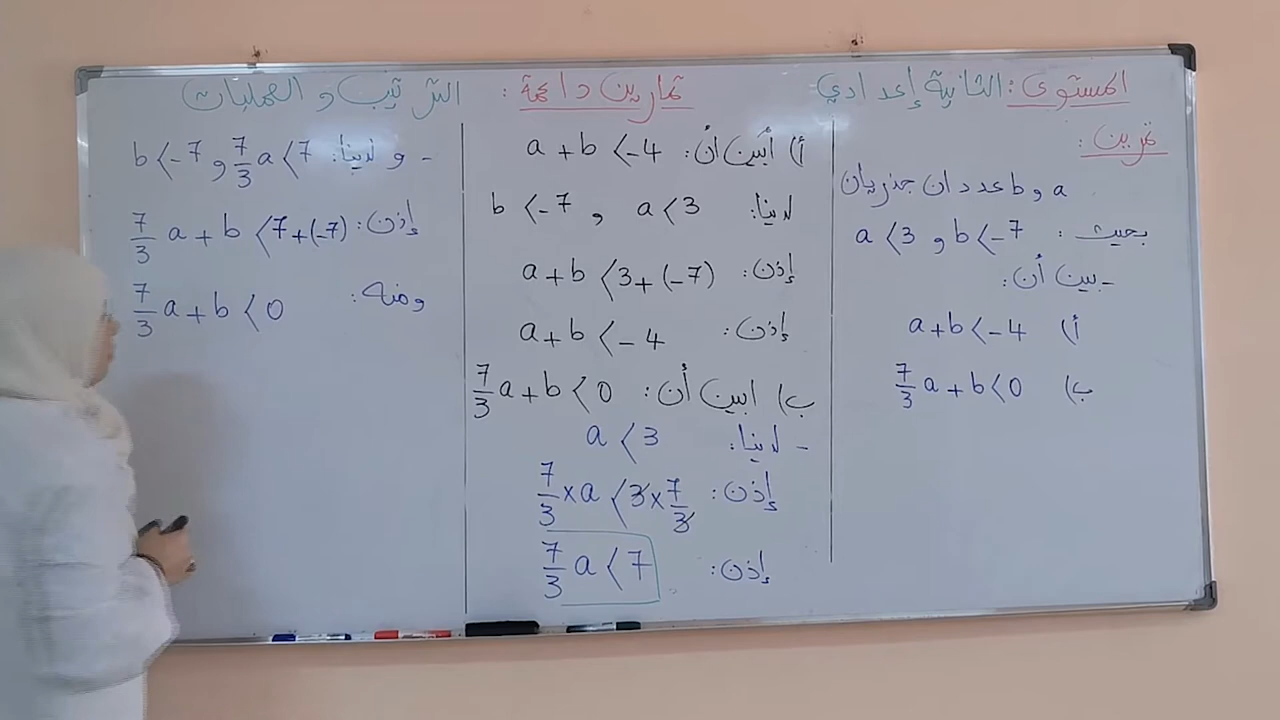 المستوى: الثانية إعدادي
تمارين داعمة :
الترتيب و العمليات
تمرين :
a و b عددان جذريان
بحيث : b < -7 و a < 3
- بين أن :
أ) a + b < -4
ب) 7/3 a + b < 0
أ) أبين أن : a + b < -4
لدينا : a < 3 و b < -7
إذن : a + b < 3 + (-7)
إذن : a + b < -4
ب) ابين أن : 7/3 a + b < 0
- لدينا : a < 3
إذن : 7/3 × a < 3 × 7/3
إذن : 7/3 a < 7
- و لدينا : 7/3 a < 7 و b < -7
إذن : 7/3 a + b < 7 + (-7)
ومنه : 7/3 a + b < 0